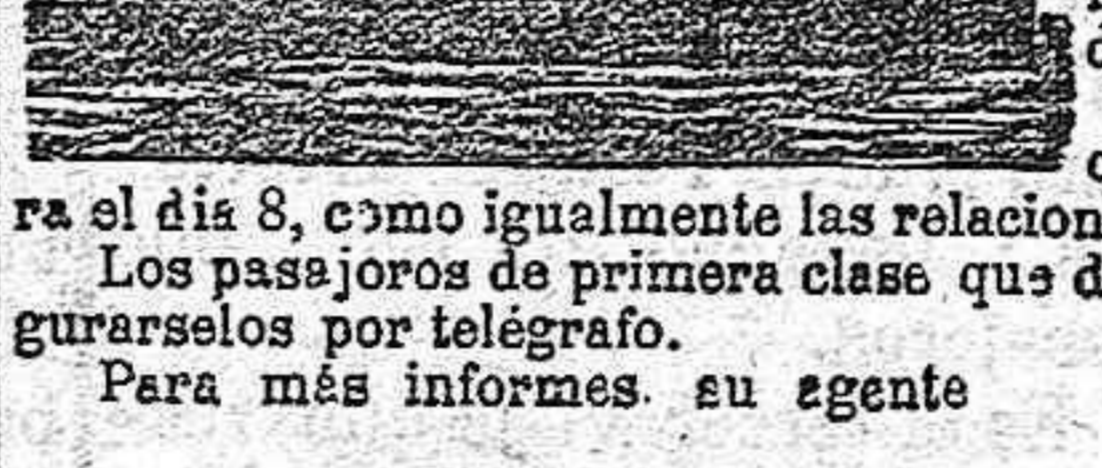 ra el dia 8, como igualmente las relacion
Los pasajoros de primera clase que d
gurarselos por telégrafo.
Para más informes. su agente